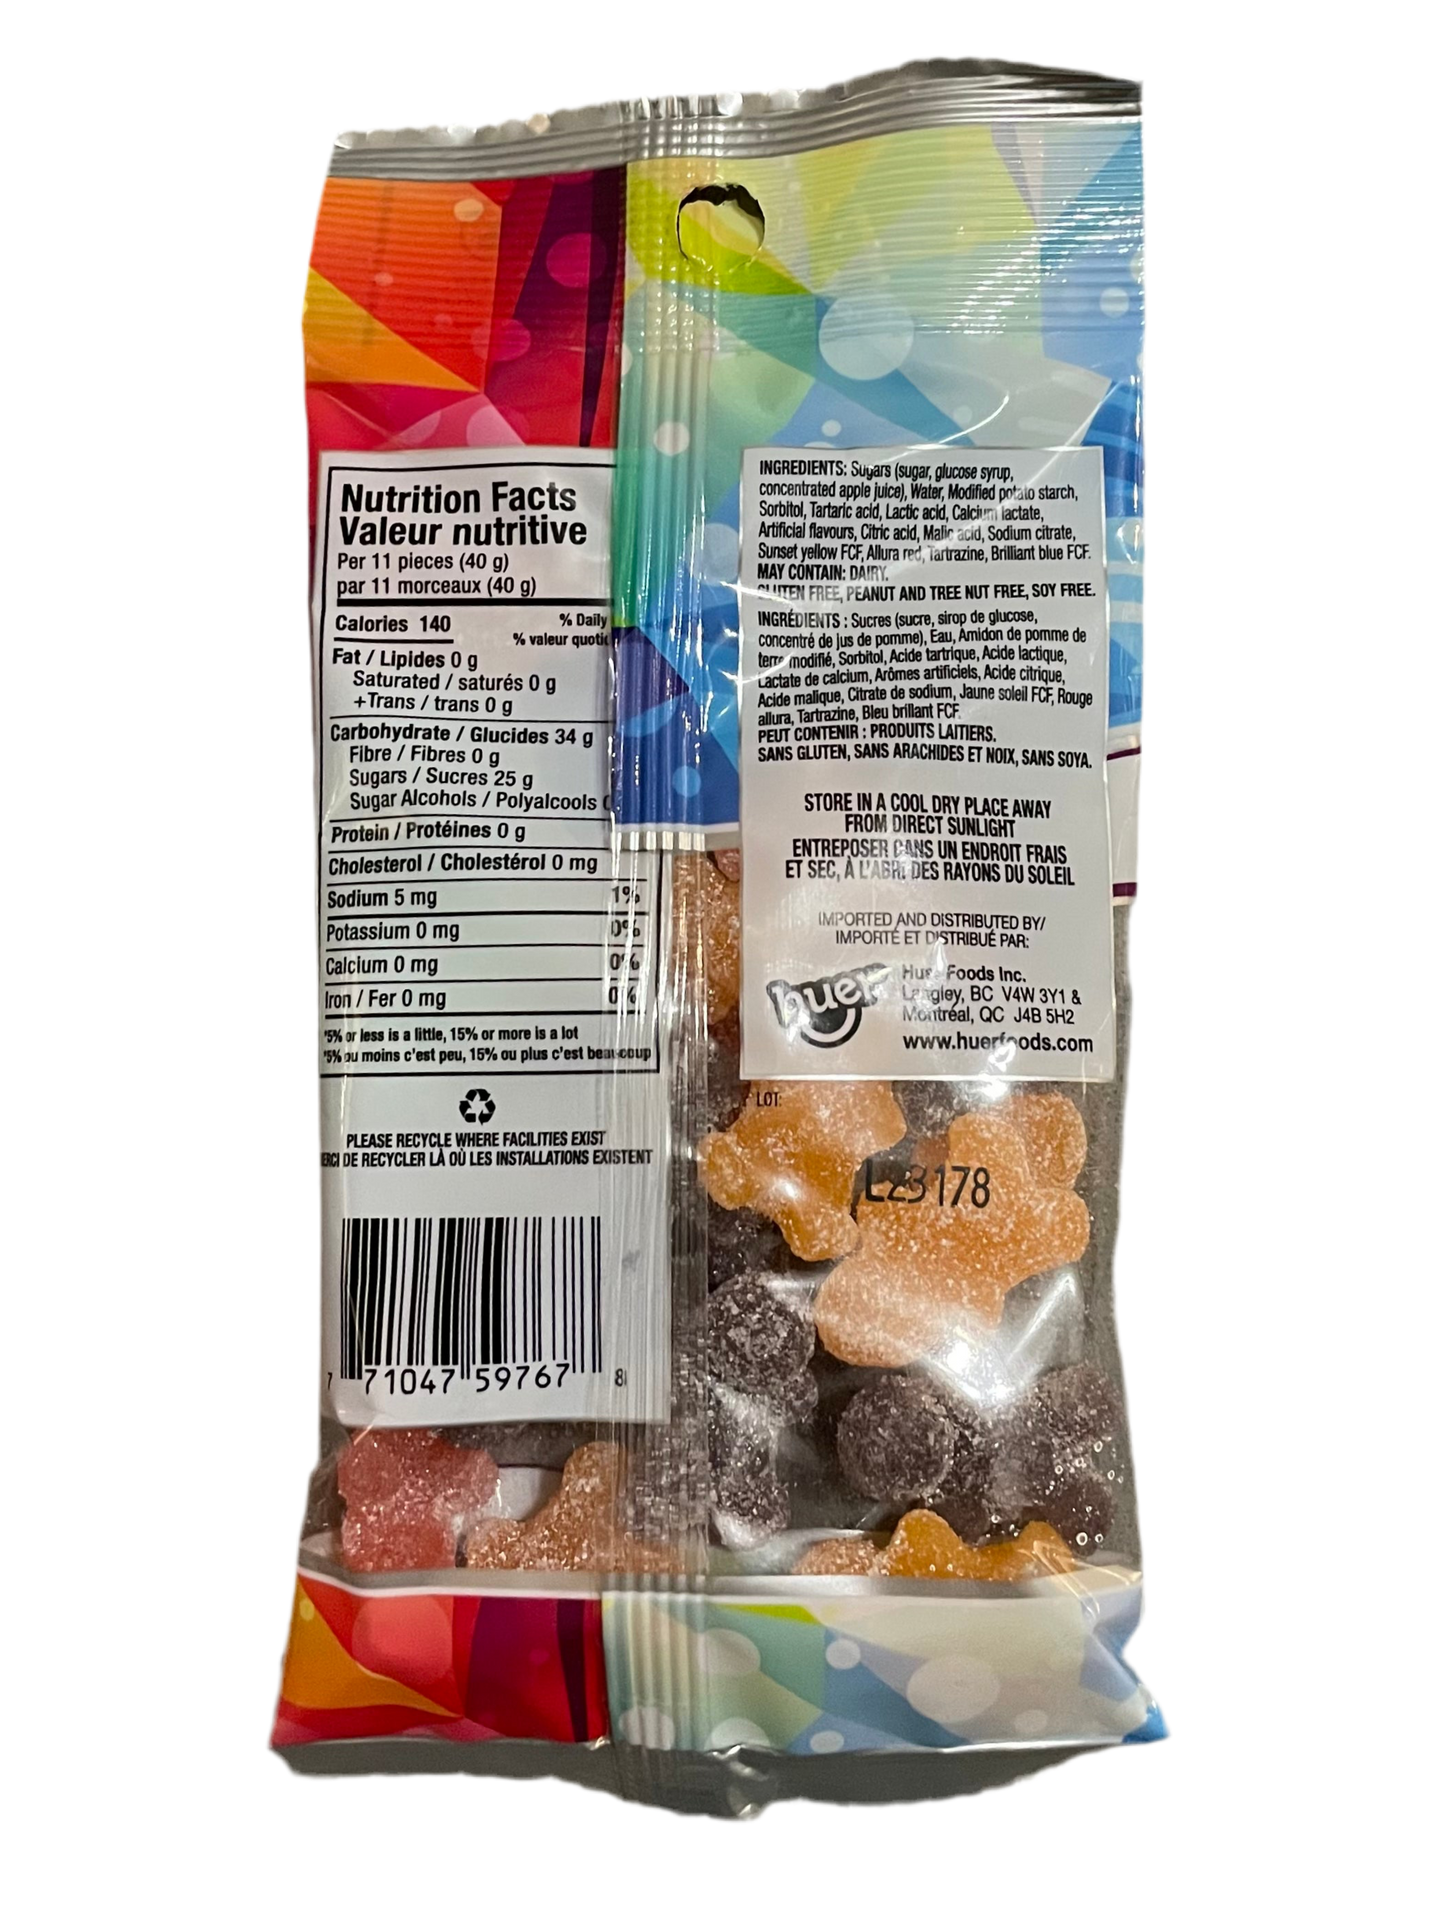 Nutrition Facts
Valeur nutritive
Per 11 pieces (40 g)
par 11 morceaux (40 g)
Calories 140
% Daily
% valeur
Fat / Lipides 0 g
Saturated / saturés 0 g
+Trans / trans 0 g
Carbohydrate / Glucides 34 g
Fibre / Fibres 0 g
Sugars / Sucres 25 g
Sugar Alcohols / Polyalcools
Protein / Protéines 0 g
Cholesterol / Cholestérol 0 mg
Sodium 5 mg 1%
Potassium 0 mg 0%
Calcium 0 mg 0%
Iron / Fer 0 mg 0%
*5% or less is a little, 15% or more is a lot
*5% ou moins c'est peu, 15% ou plus c'est beaucoup
PLEASE RECYCLE WHERE FACILITIES EXIST
DE RECYCLER LÀ OÙ LES INSTALLATIONS EXISTENT
7 71047 59767 8
INGREDIENTS: Sugars (sugar, glucose syrup,
concentrated apple juice), Water, Modified potato starch,
Sorbitol, Tartaric acid, Lactic acid, Calcium lactate,
Artificial flavours, Citric acid, Malic acid, Sodium citrate,
Sunset yellow FCF, Allura red, Tartrazine, Brilliant blue FCF.
MAY CONTAIN: DAIRY.
GLUTEN FREE, PEANUT AND TREE NUT FREE, SOY FREE.
INGRÉDIENTS : Sucres (sucre, sirop de glucose,
concentré de jus de pomme), Eau, Amidon de pomme de
terre modifié, Sorbitol, Acide tartrique, Acide lactique,
Lactate de calcium, Arômes artificiels, Acide citrique,
Acide malique, Citrate de sodium, Jaune soleil FCF, Rouge
allura, Tartrazine, Bleu brillant FCF.
PEUT CONTENIR : PRODUITS LAITIERS.
SANS GLUTEN, SANS ARACHIDES ET NOIX, SANS SOYA.
STORE IN A COOL DRY PLACE AWAY
FROM DIRECT SUNLIGHT
ENTREPOSER DANS UN ENDROIT FRAIS
ET SEC, À L'ABRI DES RAYONS DU SOLEIL
IMPORTED AND DISTRIBUTED BY/
IMPORTÉ ET DISTRIBUÉ PAR:
huer
Huer Foods Inc.
Langley, BC V4W 3Y1 &
Montréal, QC J4B 5H2
www.huerfoods.com
LOT:
L23178